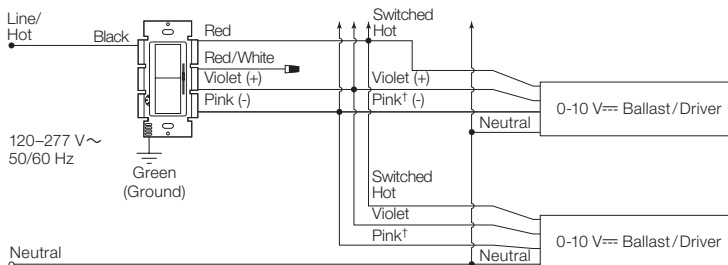 Line/
Hot
Black
Red
Red/White
Violet (+)
Pink (-)
Switched
Hot
Violet (+)
Pink† (-)
Neutral
0-10 V⎓ Ballast/Driver
120–277 V~
50/60 Hz
Green
(Ground)
Switched
Hot
Violet
Pink†
Neutral
0-10 V⎓ Ballast/Driver
Neutral